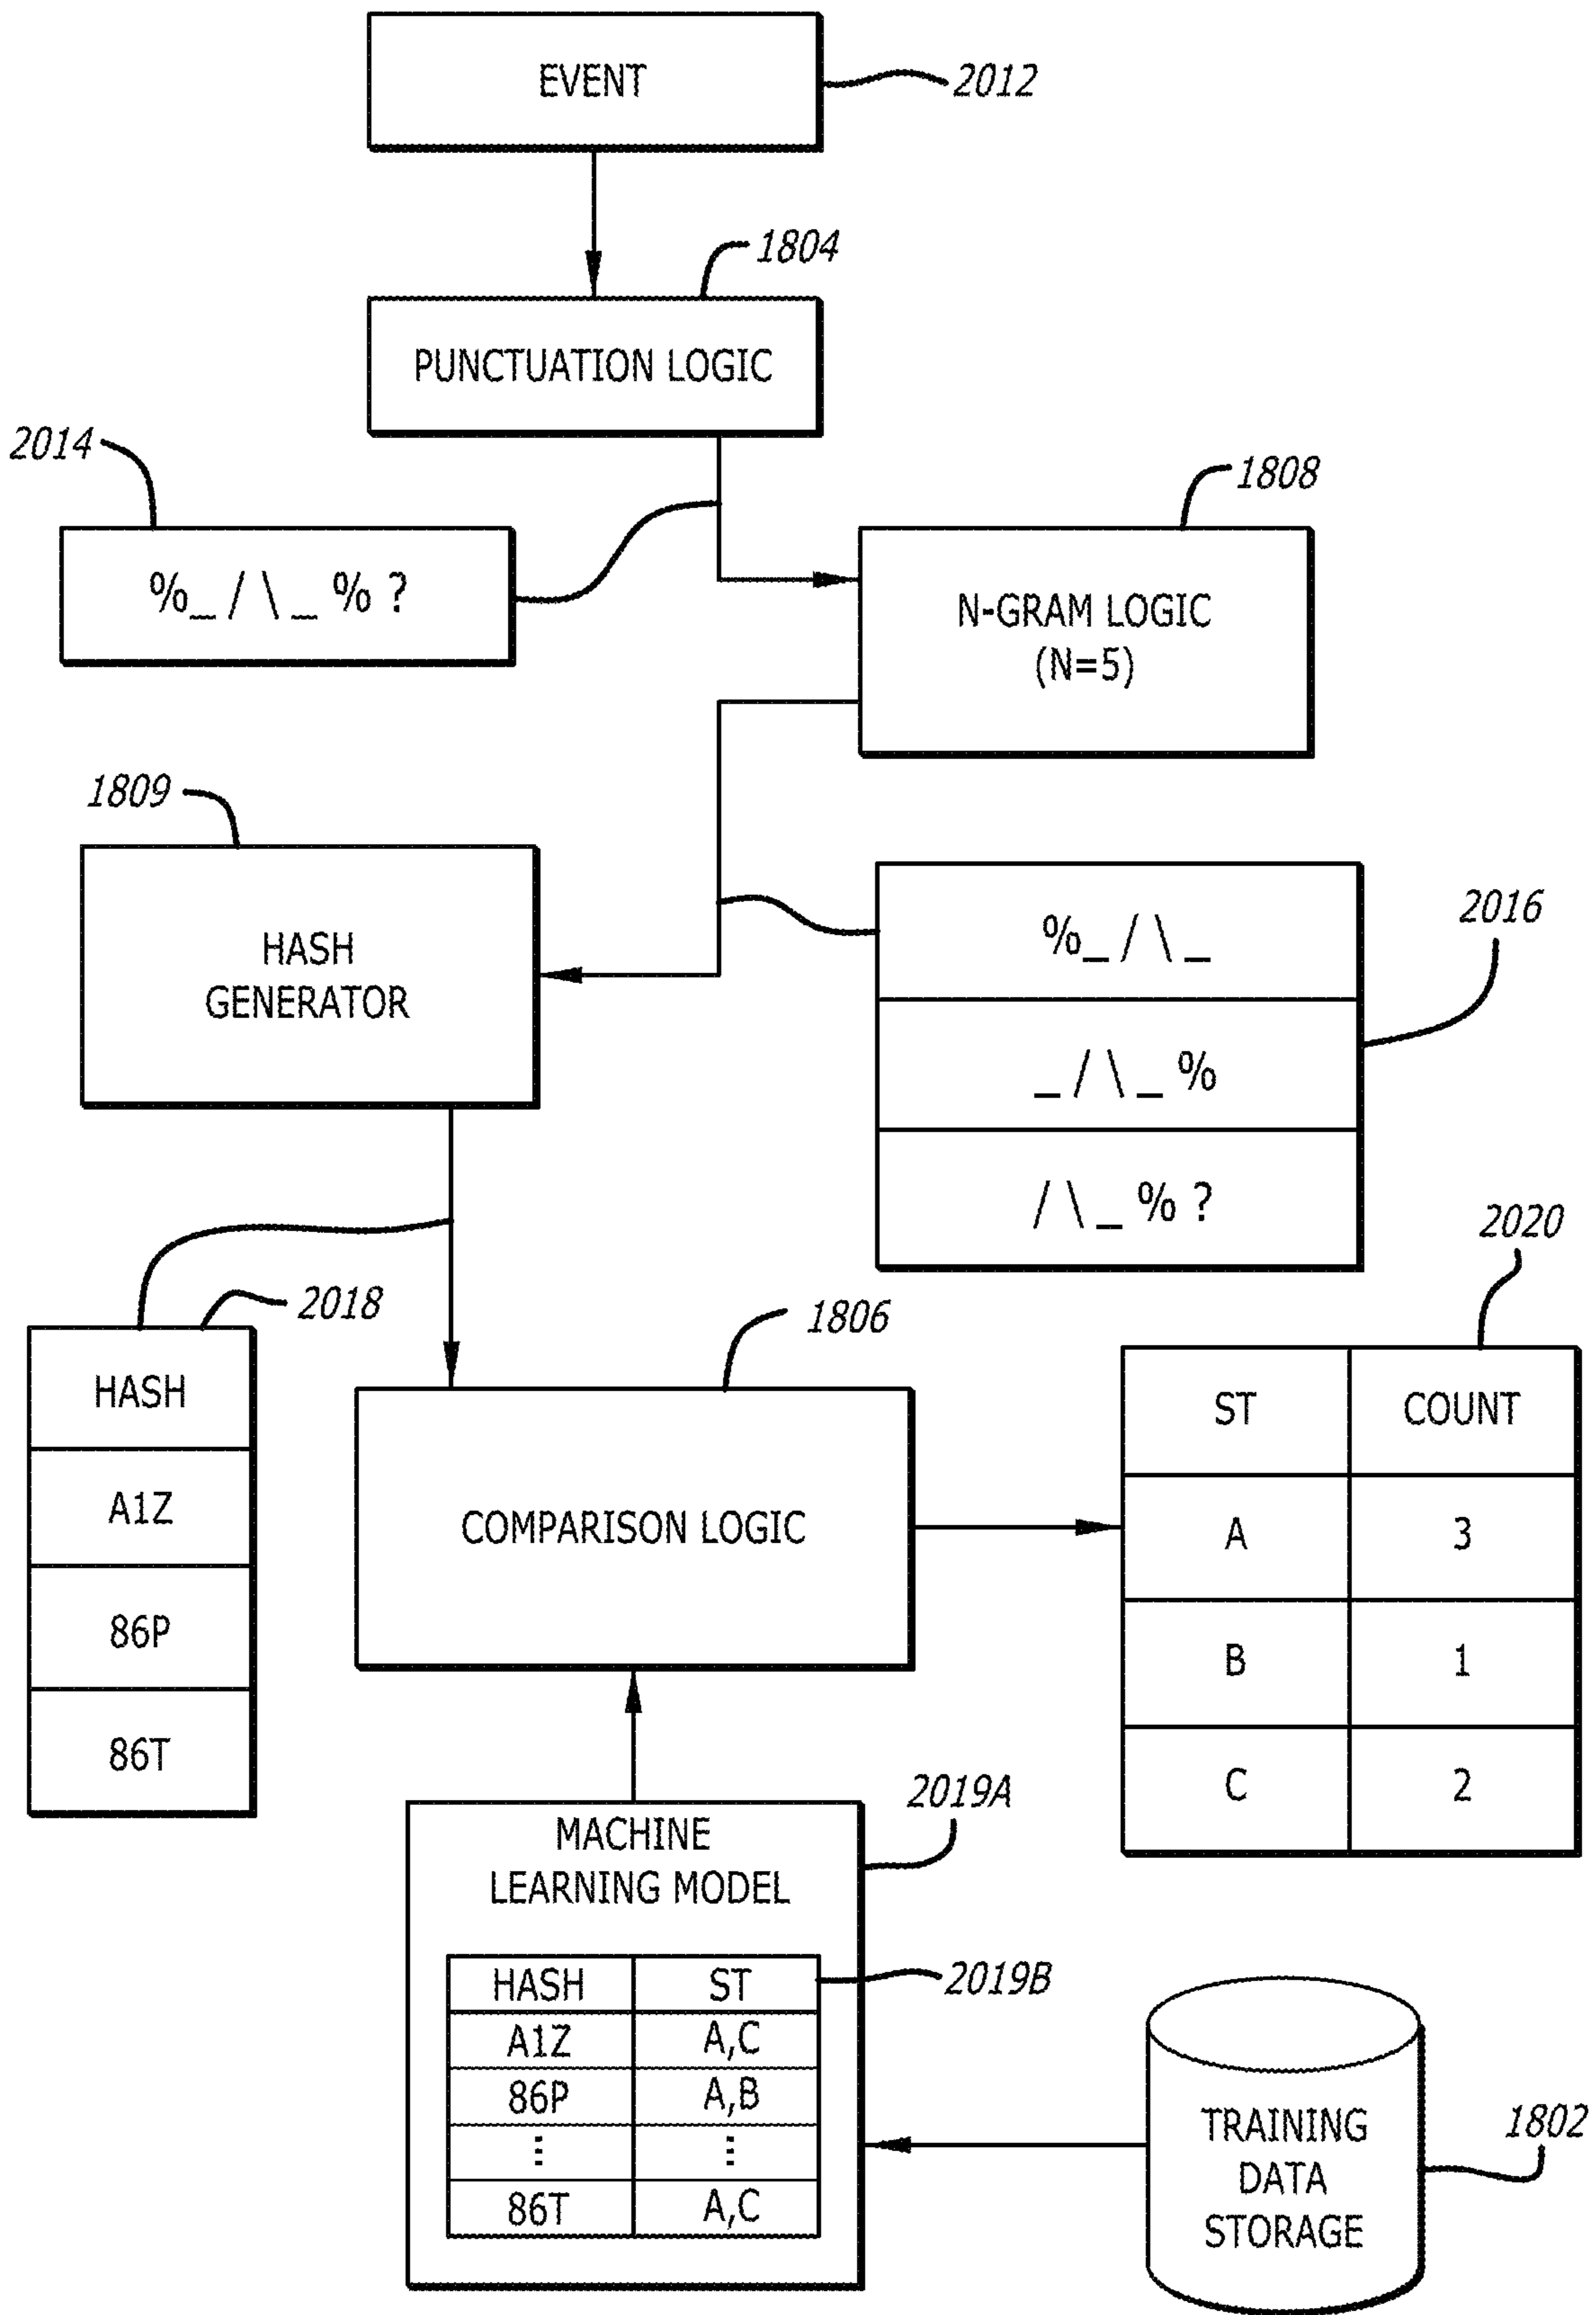 EVENT
2012
1804
PUNCTUATION LOGIC
2014
%_ / \ _ % ?
1808
N-GRAM LOGIC
(N=5)
1809
HASH
GENERATOR
%_ / \ _
_ / \ _ %
/ \ _ % ?
2016
2018
HASH
A1Z
86P
86T
1806
COMPARISON LOGIC
2020
ST COUNT
A 3
B 1
C 2
MACHINE
LEARNING MODEL
2019A
HASH ST
2019B
A1Z A,C
86P A,B
⋮ ⋮
86T A,C
TRAINING
DATA
STORAGE
1802